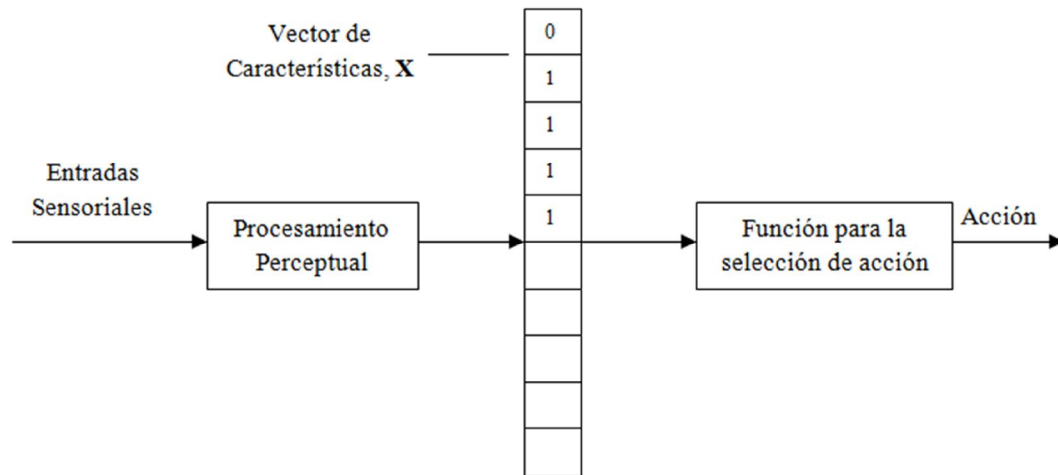 Vector de
Características, X
0
1
1
1
1
Entradas
Sensoriales
Procesamiento
Perceptual
Función para la
selección de acción
Acción